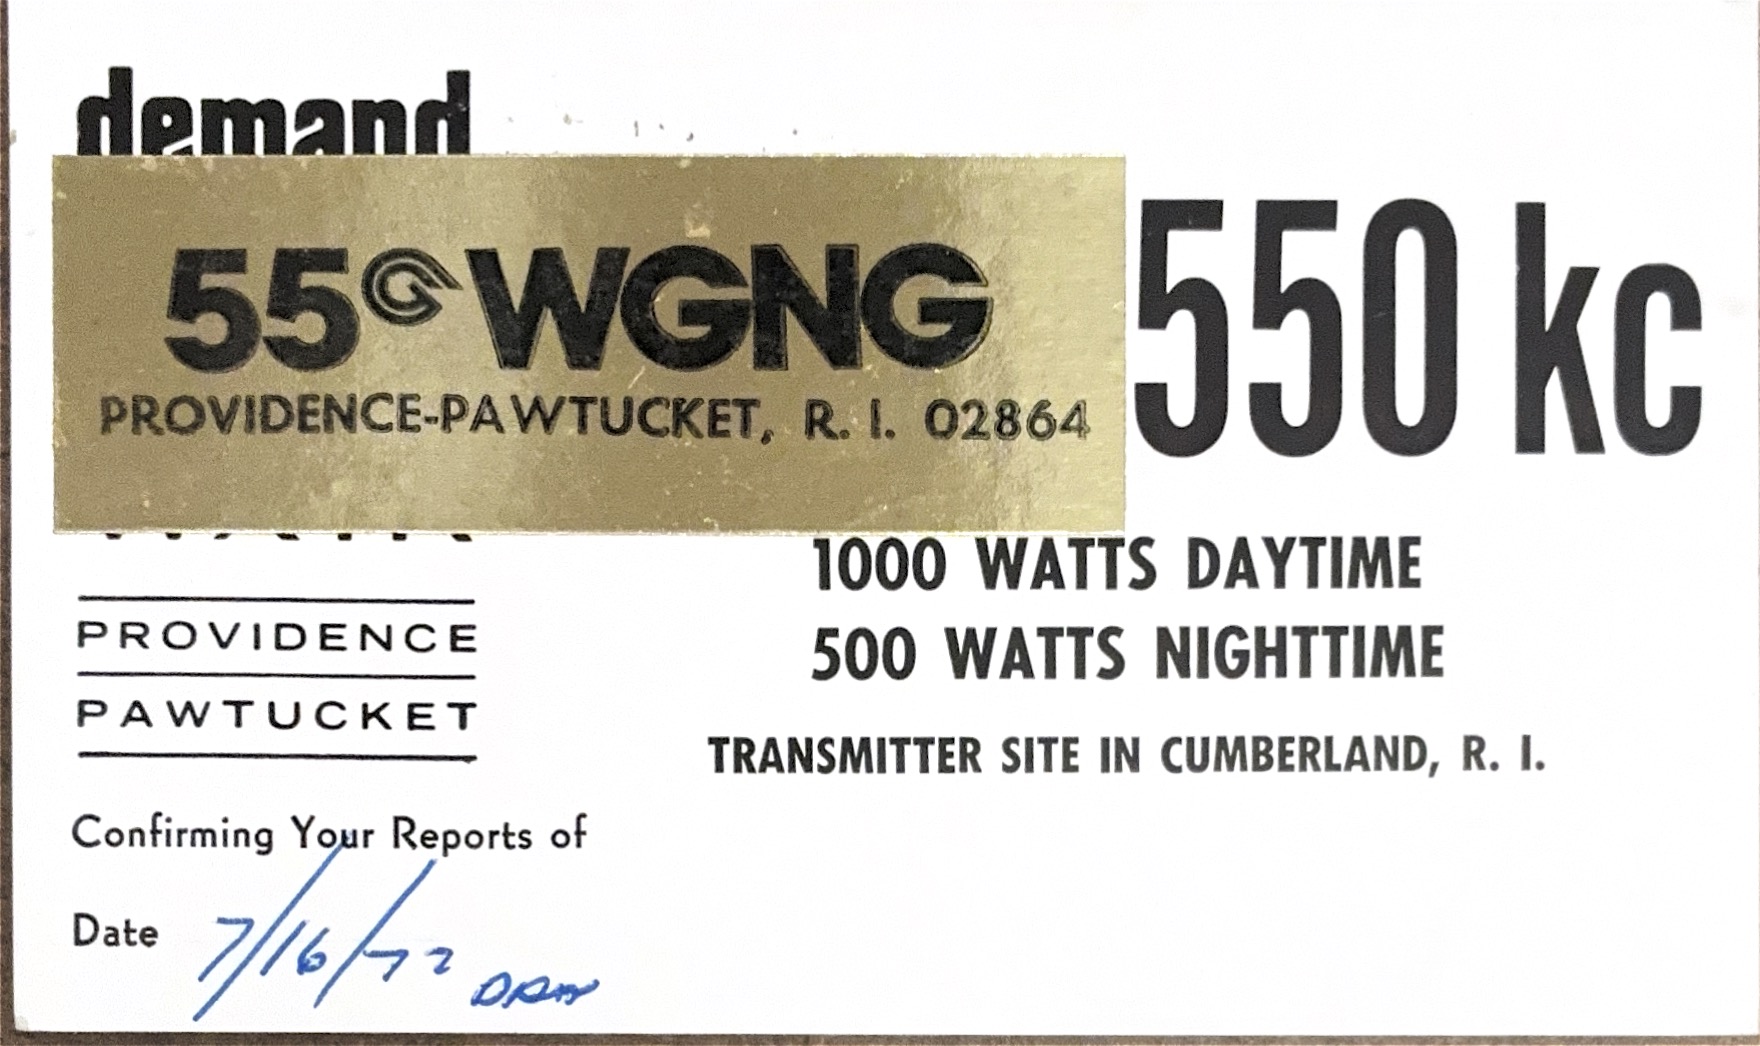 demand
55 WGNG
PROVIDENCE-PAWTUCKET, R. I. 02864
550 kc
1000 WATTS DAYTIME
500 WATTS NIGHTTIME
TRANSMITTER SITE IN CUMBERLAND, R. I.
PROVIDENCE
PAWTUCKET
Confirming Your Reports of
Date 7/16/72